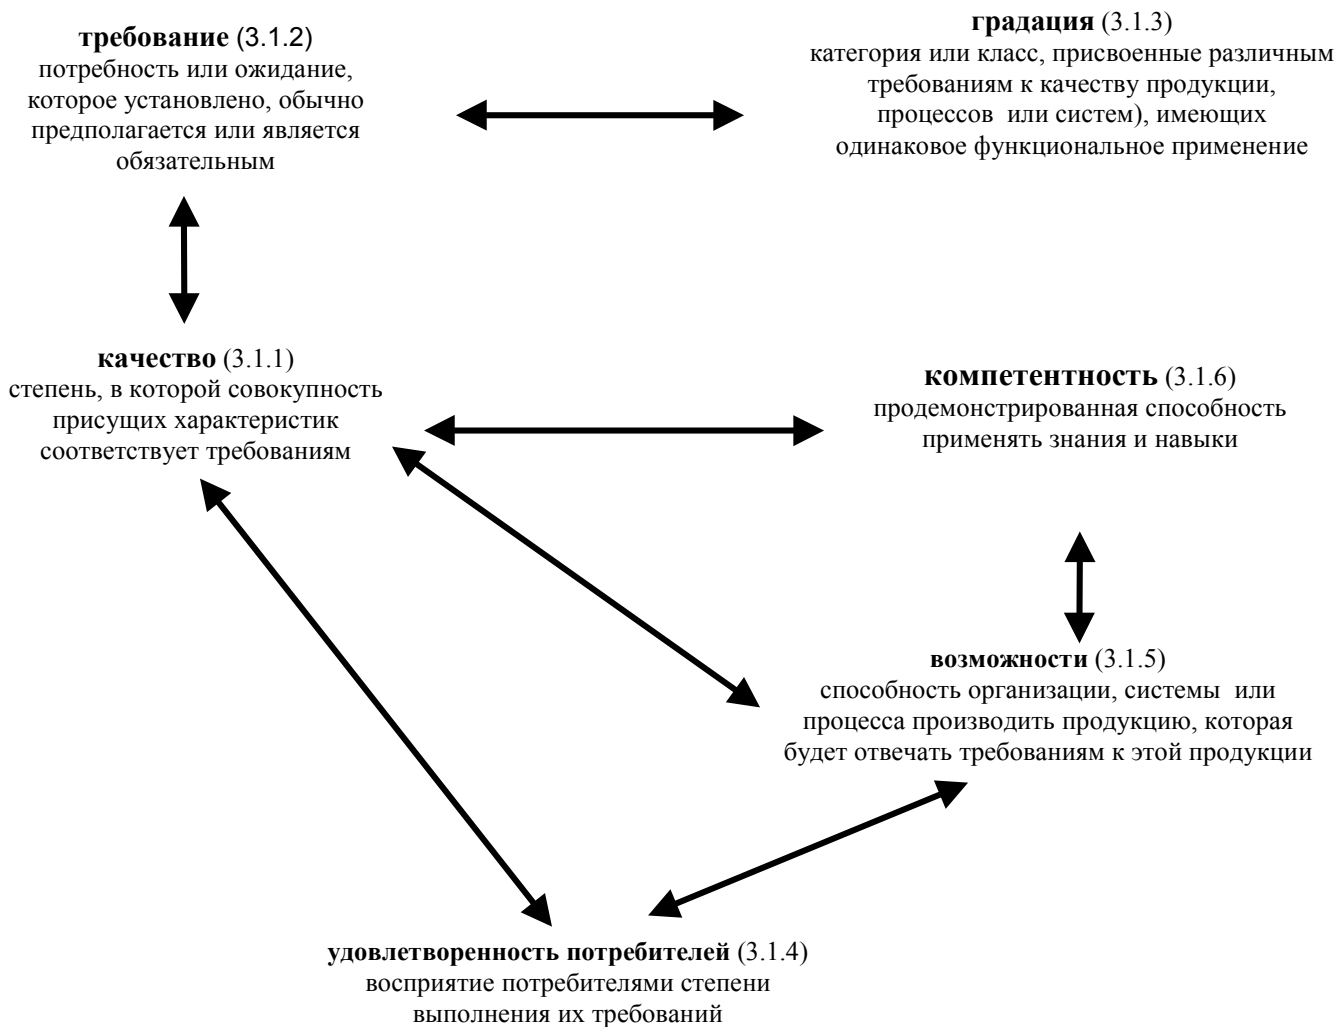 требование (3.1.2)
потребность или ожидание,
которое установлено, обычно
предполагается или является
обязательным
градация (3.1.3)
категория или класс, присвоенные различным
требованиям к качеству продукции,
процессов или систем), имеющих
одинаковое функциональное применение
качество (3.1.1)
степень, в которой совокупность
присущих характеристик
соответствует требованиям
компетентность (3.1.6)
продемонстрированная способность
применять знания и навыки
возможности (3.1.5)
способность организации, системы или
процесса производить продукцию, которая
будет отвечать требованиям к этой продукции
удовлетворенность потребителей (3.1.4)
восприятие потребителями степени
выполнения их требований